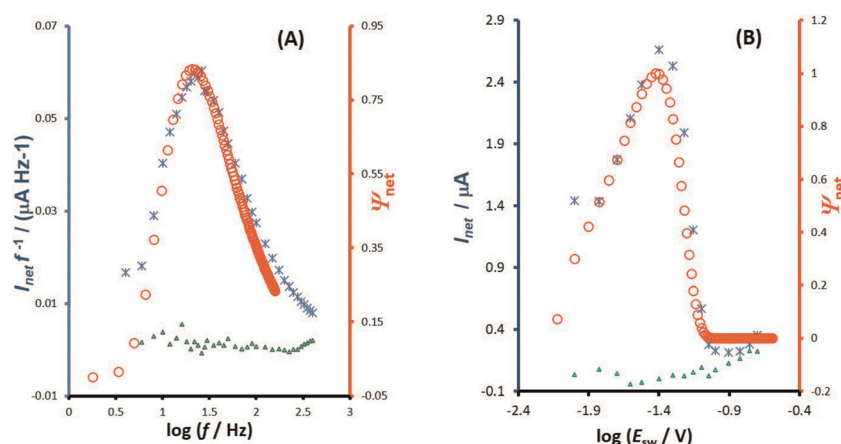 (A)
0.07
0.05
0.03
0.01
-0.01
I_net f⁻¹ / (μA Hz-1)
0.95
0.75
0.55
0.35
0.15
-0.05
Ψnet
0 0.5 1 1.5 2 2.5 3
log (f / Hz)
(B)
2.9
2.4
1.9
1.4
0.9
0.4
-0.1
I_net / μA
1.2
1
0.8
0.6
0.4
0.2
0
-0.2
Ψnet
-2.4 -1.9 -1.4 -0.9 -0.4
log (E_sw / V)